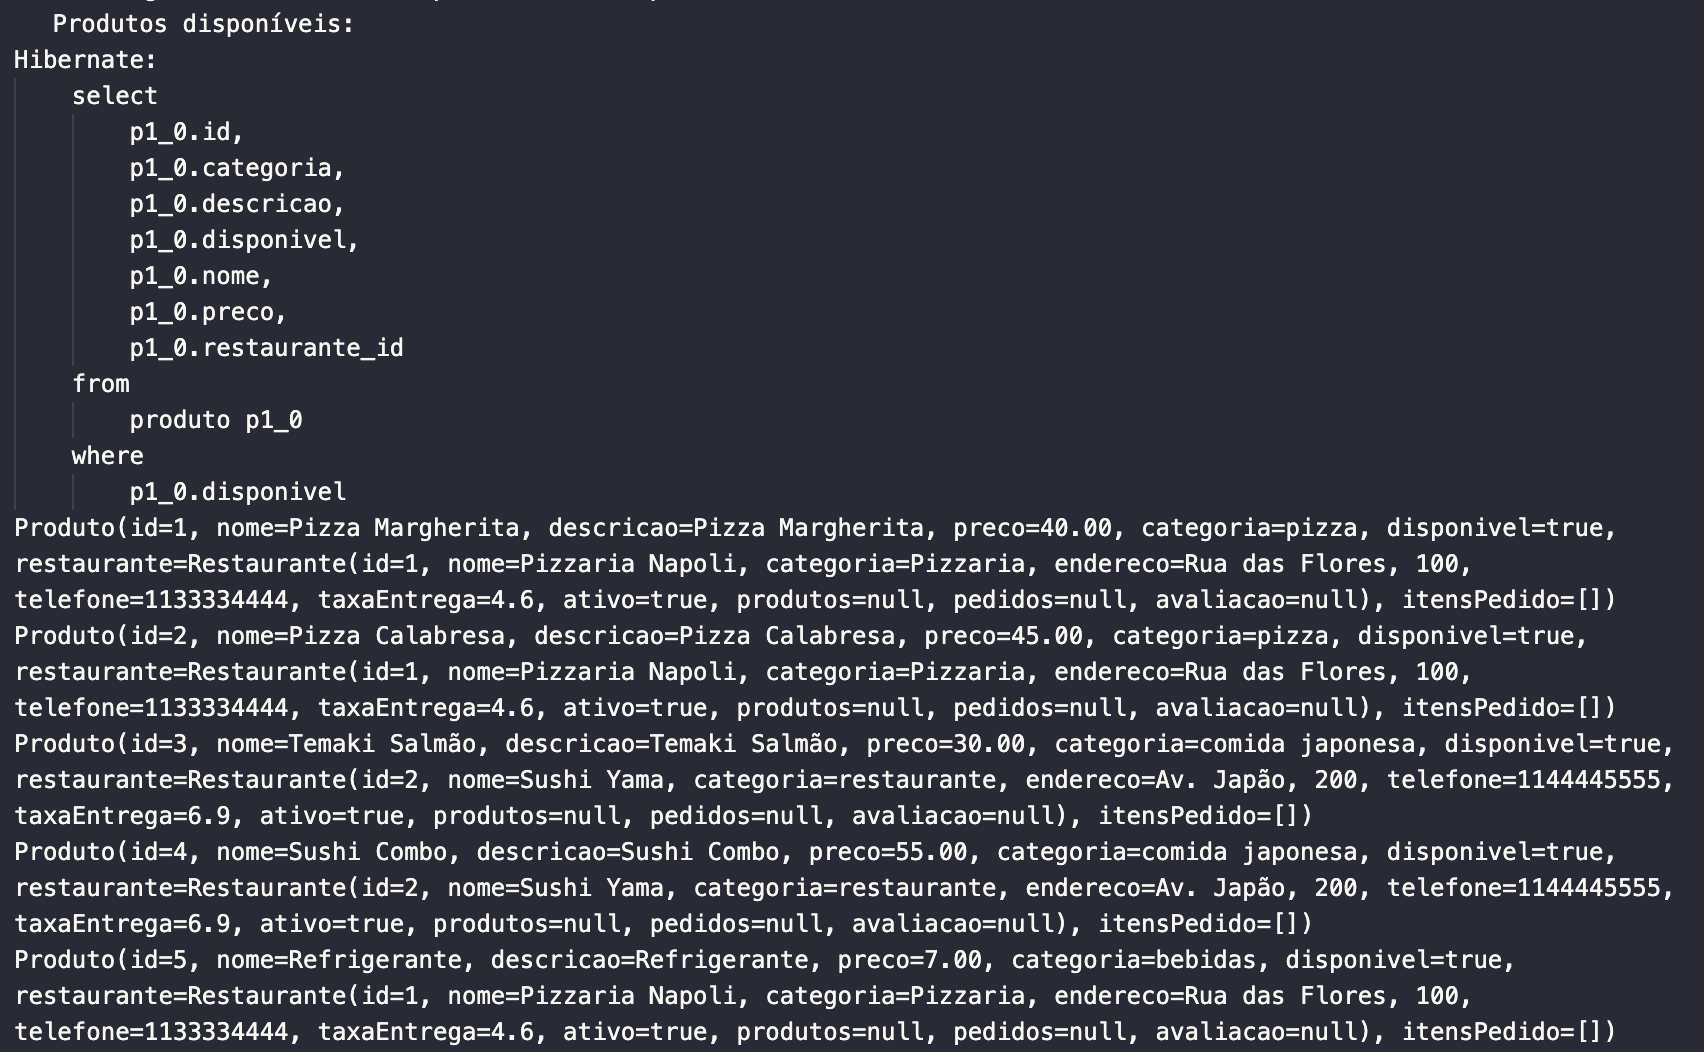 Produtos disponíveis:
Hibernate:
select
p1_0.id,
p1_0.categoria,
p1_0.descricao,
p1_0.disponivel,
p1_0.nome,
p1_0.preco,
p1_0.restaurante_id
from
produto p1_0
where
p1_0.disponivel
Produto(id=1, nome=Pizza Margherita, descricao=Pizza Margherita, preco=40.00, categoria=pizza, disponivel=true,
restaurante=Restaurante(id=1, nome=Pizzaria Napoli, categoria=Pizzaria, endereco=Rua das Flores, 100,
telefone=1133334444, taxaEntrega=4.6, ativo=true, produtos=null, pedidos=null, avaliacao=null), itensPedido=[])
Produto(id=2, nome=Pizza Calabresa, descricao=Pizza Calabresa, preco=45.00, categoria=pizza, disponivel=true,
restaurante=Restaurante(id=1, nome=Pizzaria Napoli, categoria=Pizzaria, endereco=Rua das Flores, 100,
telefone=1133334444, taxaEntrega=4.6, ativo=true, produtos=null, pedidos=null, avaliacao=null), itensPedido=[])
Produto(id=3, nome=Temaki Salmão, descricao=Temaki Salmão, preco=30.00, categoria=comida japonesa, disponivel=true,
restaurante=Restaurante(id=2, nome=Sushi Yama, categoria=restaurante, endereco=Av. Japão, 200, telefone=1144445555,
taxaEntrega=6.9, ativo=true, produtos=null, pedidos=null, avaliacao=null), itensPedido=[])
Produto(id=4, nome=Sushi Combo, descricao=Sushi Combo, preco=55.00, categoria=comida japonesa, disponivel=true,
restaurante=Restaurante(id=2, nome=Sushi Yama, categoria=restaurante, endereco=Av. Japão, 200, telefone=1144445555,
taxaEntrega=6.9, ativo=true, produtos=null, pedidos=null, avaliacao=null), itensPedido=[])
Produto(id=5, nome=Refrigerante, descricao=Refrigerante, preco=7.00, categoria=bebidas, disponivel=true,
restaurante=Restaurante(id=1, nome=Pizzaria Napoli, categoria=Pizzaria, endereco=Rua das Flores, 100,
telefone=1133334444, taxaEntrega=4.6, ativo=true, produtos=null, pedidos=null, avaliacao=null), itensPedido=[])